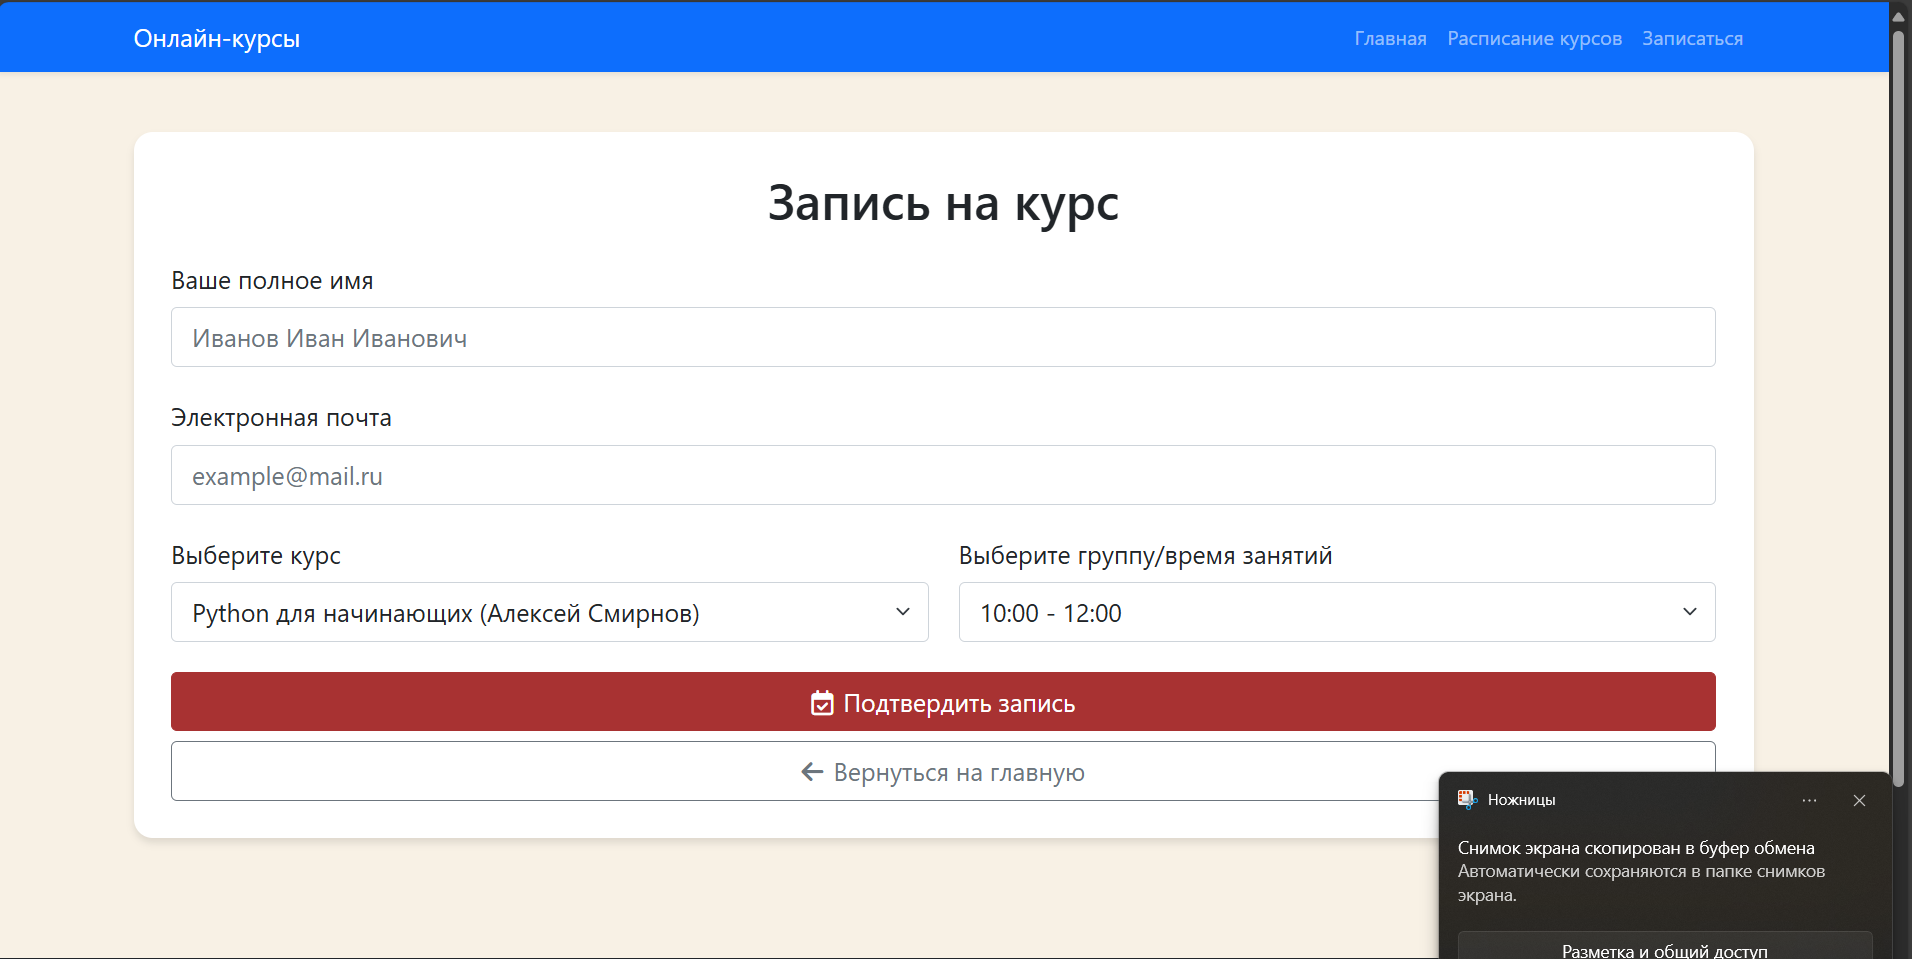 Онлайн-курсы
Главная Расписание курсов Записаться
Запись на курс
Ваше полное имя
Иванов Иван Иванович
Электронная почта
example@mail.ru
Выберите курс
Python для начинающих (Алексей Смирнов)
Выберите группу/время занятий
10:00 - 12:00
Подтвердить запись
Вернуться на главную
Ножницы
Снимок экрана скопирован в буфер обмена
Автоматически сохраняются в папке снимков
экрана.
Разметка и общий доступ